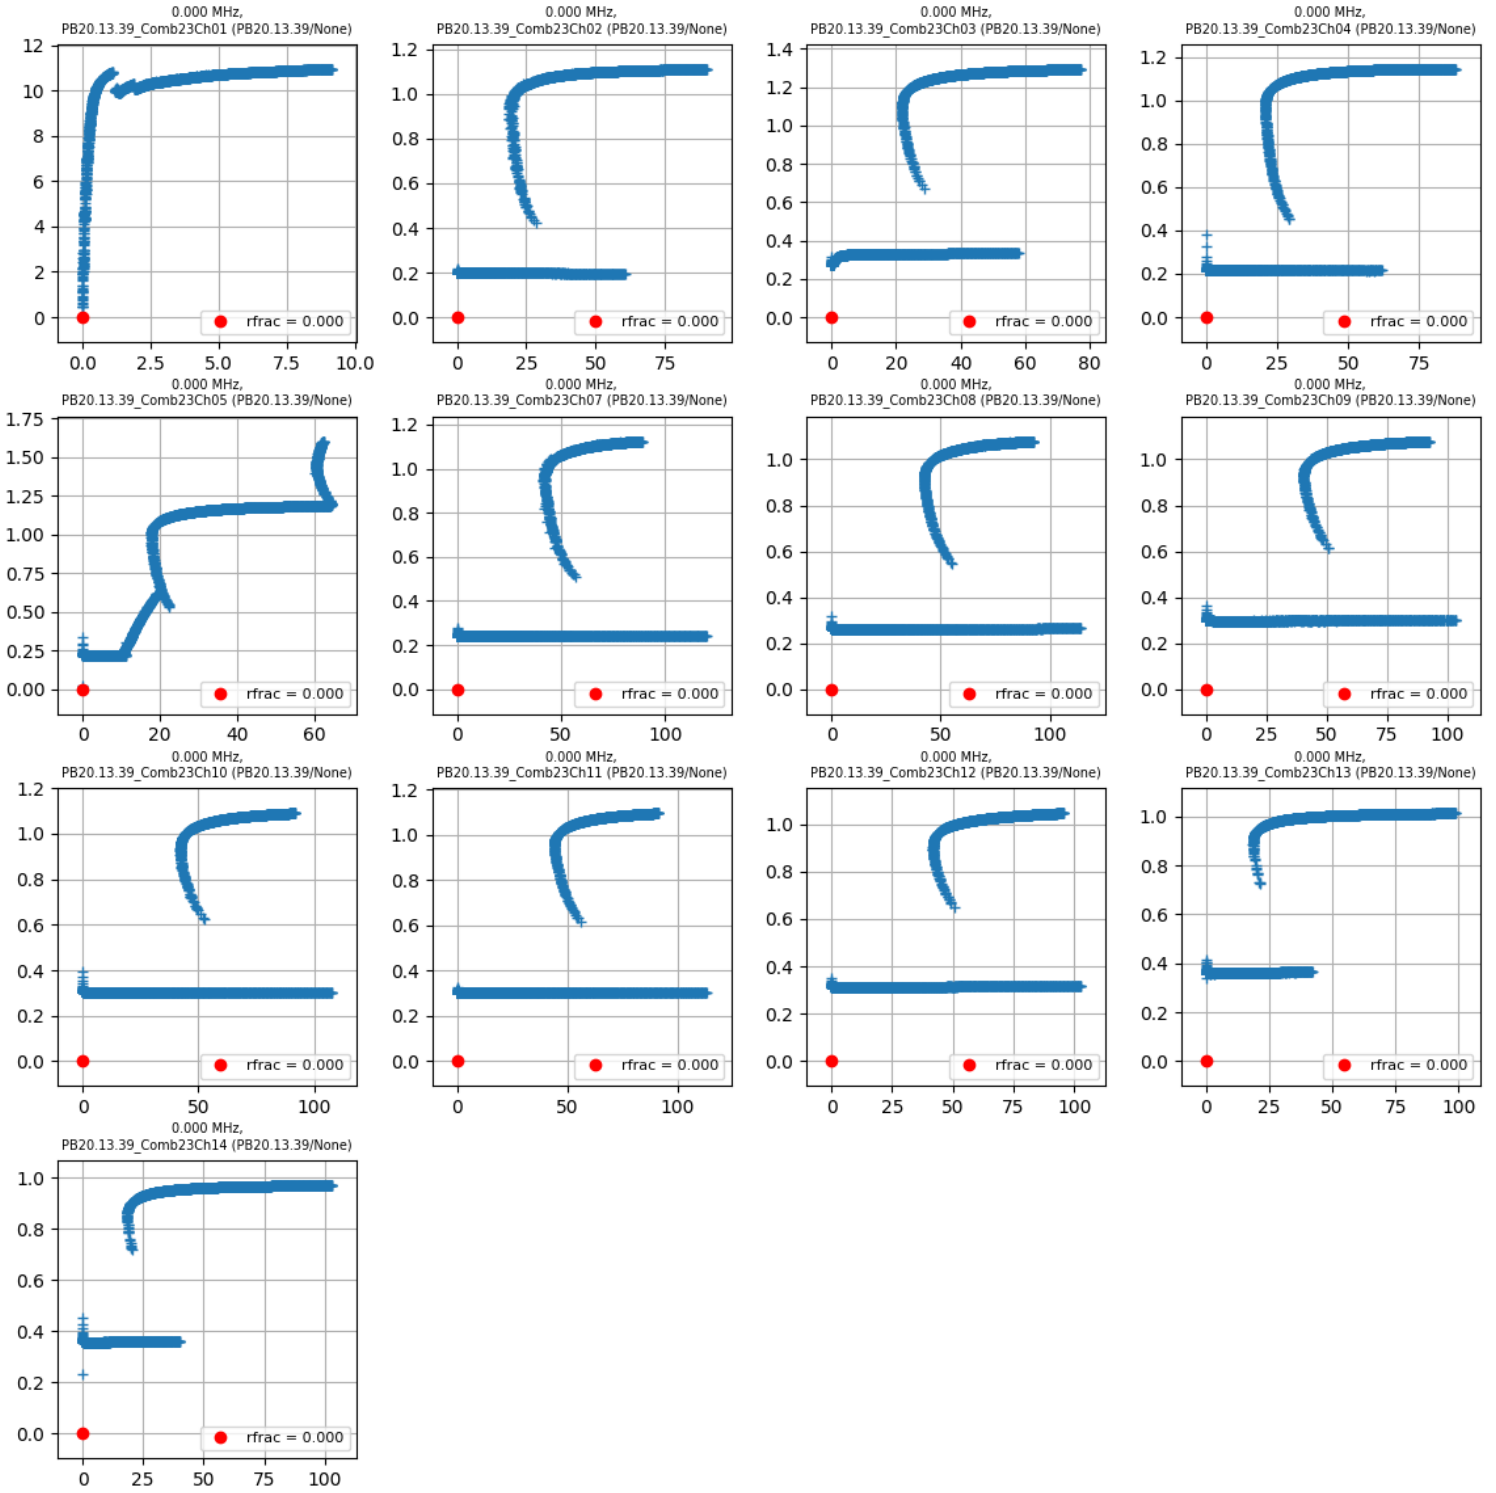 0.000 MHz,
PB20.13.39_Comb23Ch01 (PB20.13.39/None)
12
10
8
6
4
2
0
rfrac = 0.000
0.0 2.5 5.0 7.5 10.0
0.000 MHz,
PB20.13.39_Comb23Ch02 (PB20.13.39/None)
1.2
1.0
0.8
0.6
0.4
0.2
0.0
rfrac = 0.000
0 25 50 75
0.000 MHz,
PB20.13.39_Comb23Ch03 (PB20.13.39/None)
1.4
1.2
1.0
0.8
0.6
0.4
0.2
0.0
rfrac = 0.000
0 20 40 60 80
0.000 MHz,
PB20.13.39_Comb23Ch04 (PB20.13.39/None)
1.2
1.0
0.8
0.6
0.4
0.2
0.0
rfrac = 0.000
0 25 50 75
0.000 MHz,
PB20.13.39_Comb23Ch05 (PB20.13.39/None)
1.75
1.50
1.25
1.00
0.75
0.50
0.25
0.00
rfrac = 0.000
0 20 40 60
0.000 MHz,
PB20.13.39_Comb23Ch07 (PB20.13.39/None)
1.2
1.0
0.8
0.6
0.4
0.2
0.0
rfrac = 0.000
0 50 100
0.000 MHz,
PB20.13.39_Comb23Ch08 (PB20.13.39/None)
1.0
0.8
0.6
0.4
0.2
0.0
rfrac = 0.000
0 50 100
0.000 MHz,
PB20.13.39_Comb23Ch09 (PB20.13.39/None)
1.0
0.8
0.6
0.4
0.2
0.0
rfrac = 0.000
0 25 50 75 100
0.000 MHz,
PB20.13.39_Comb23Ch10 (PB20.13.39/None)
1.2
1.0
0.8
0.6
0.4
0.2
0.0
rfrac = 0.000
0 50 100
0.000 MHz,
PB20.13.39_Comb23Ch11 (PB20.13.39/None)
1.2
1.0
0.8
0.6
0.4
0.2
0.0
rfrac = 0.000
0 50 100
0.000 MHz,
PB20.13.39_Comb23Ch12 (PB20.13.39/None)
1.0
0.8
0.6
0.4
0.2
0.0
rfrac = 0.000
0 50 100
0.000 MHz,
PB20.13.39_Comb23Ch13 (PB20.13.39/None)
1.0
0.8
0.6
0.4
0.2
0.0
rfrac = 0.000
0 25 50 75 100
0.000 MHz,
PB20.13.39_Comb23Ch14 (PB20.13.39/None)
1.0
0.8
0.6
0.4
0.2
0.0
rfrac = 0.000
0 25 50 75 100